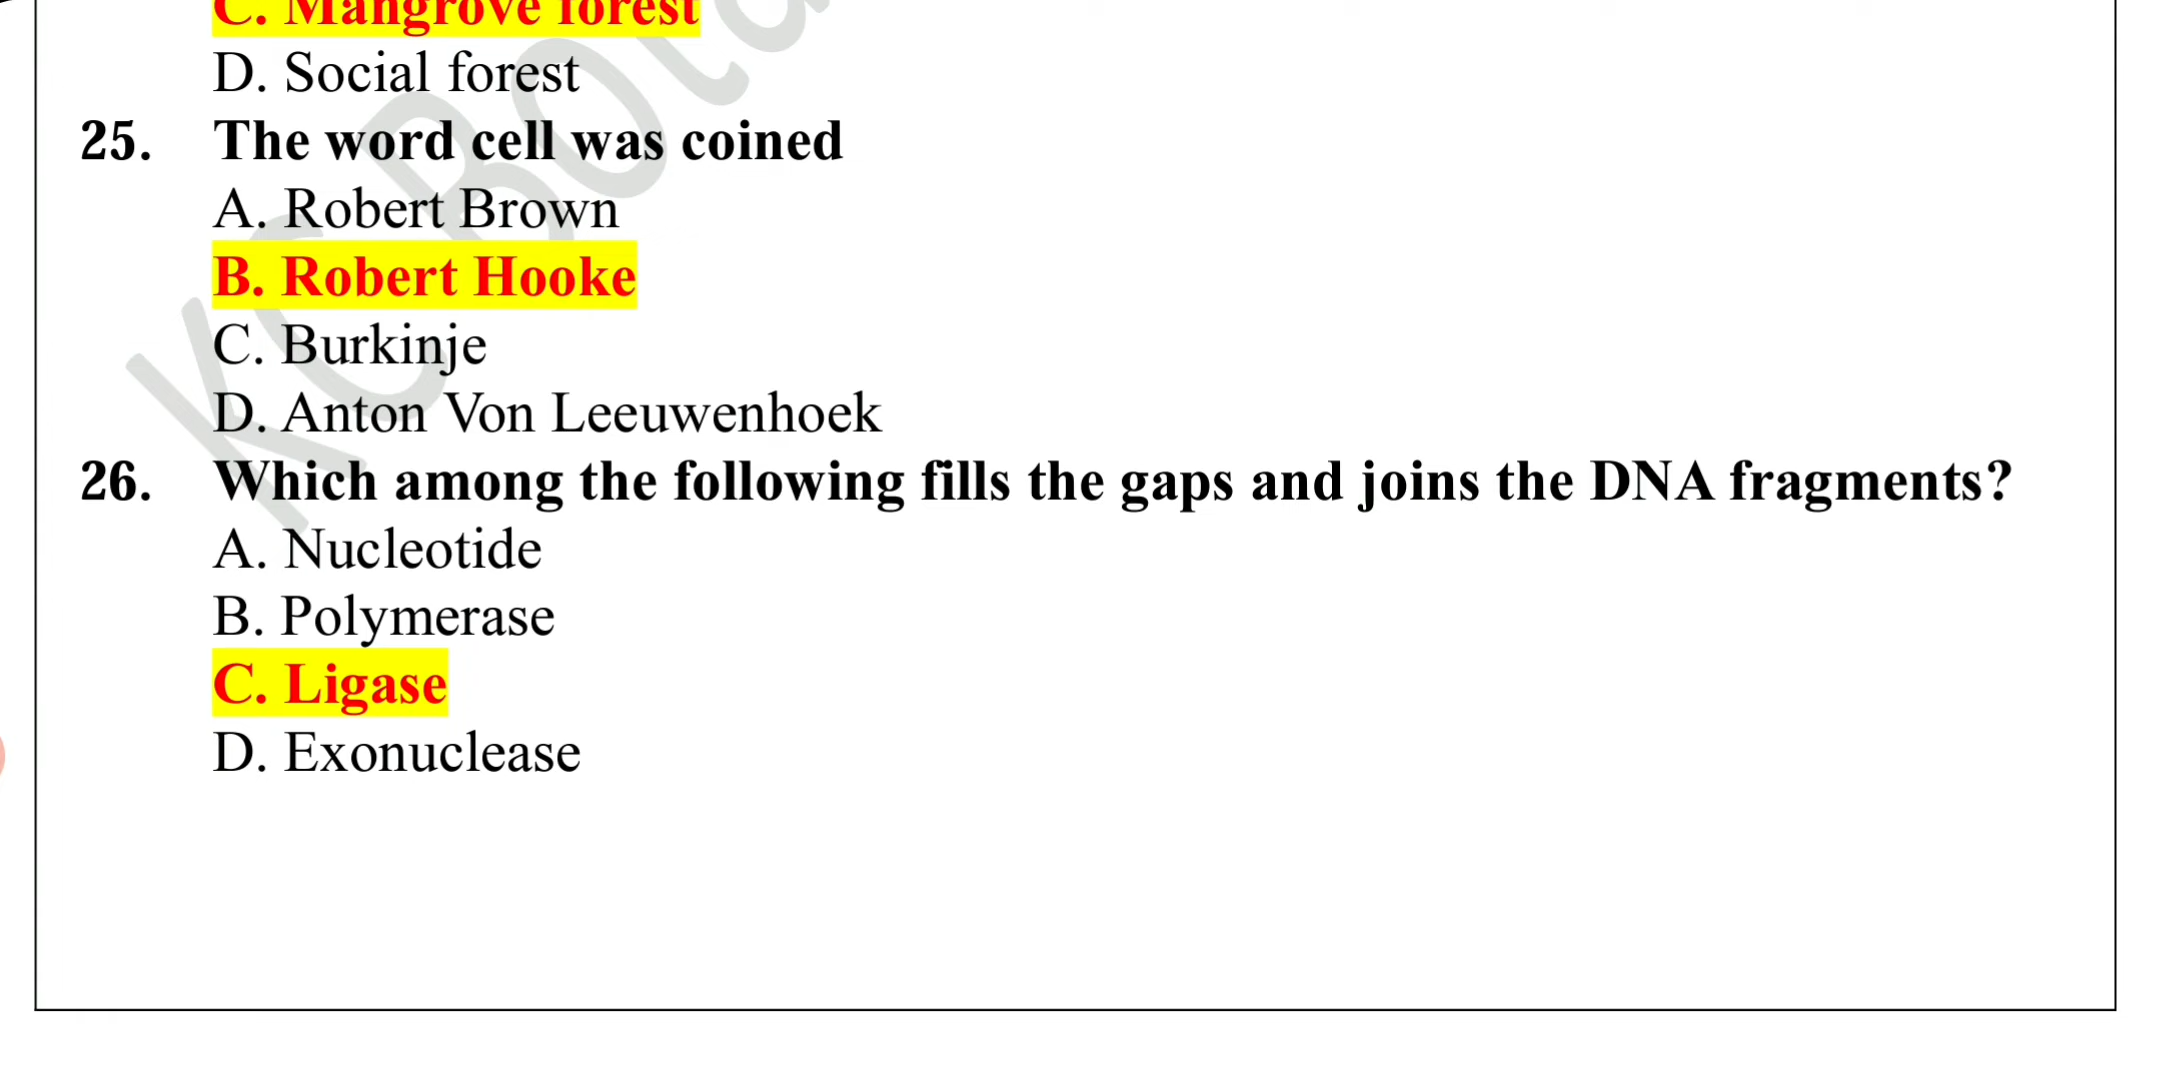 C. Mangrove forest
D. Social forest
25. The word cell was coined
A. Robert Brown
B. Robert Hooke
C. Burkinje
D. Anton Von Leeuwenhoek
26. Which among the following fills the gaps and joins the DNA fragments?
A. Nucleotide
B. Polymerase
C. Ligase
D. Exonuclease